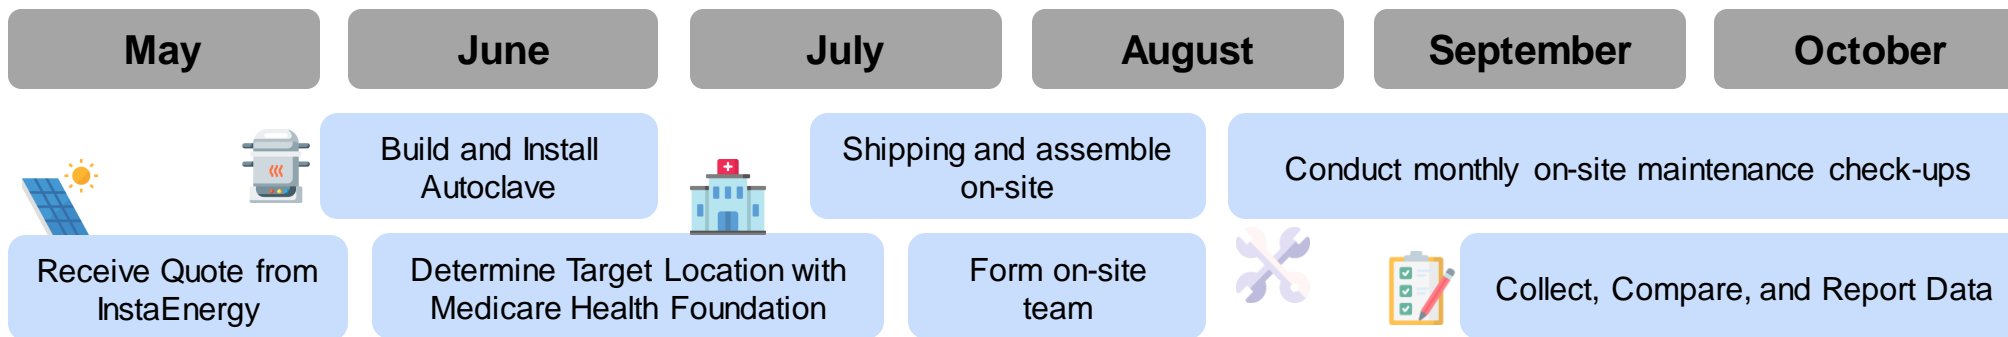 May
June
July
August
September
October
Build and Install
Autoclave
Shipping and assemble
on-site
Conduct monthly on-site maintenance check-ups
Receive Quote from
InstaEnergy
Determine Target Location with
Medicare Health Foundation
Form on-site
team
Collect, Compare, and Report Data